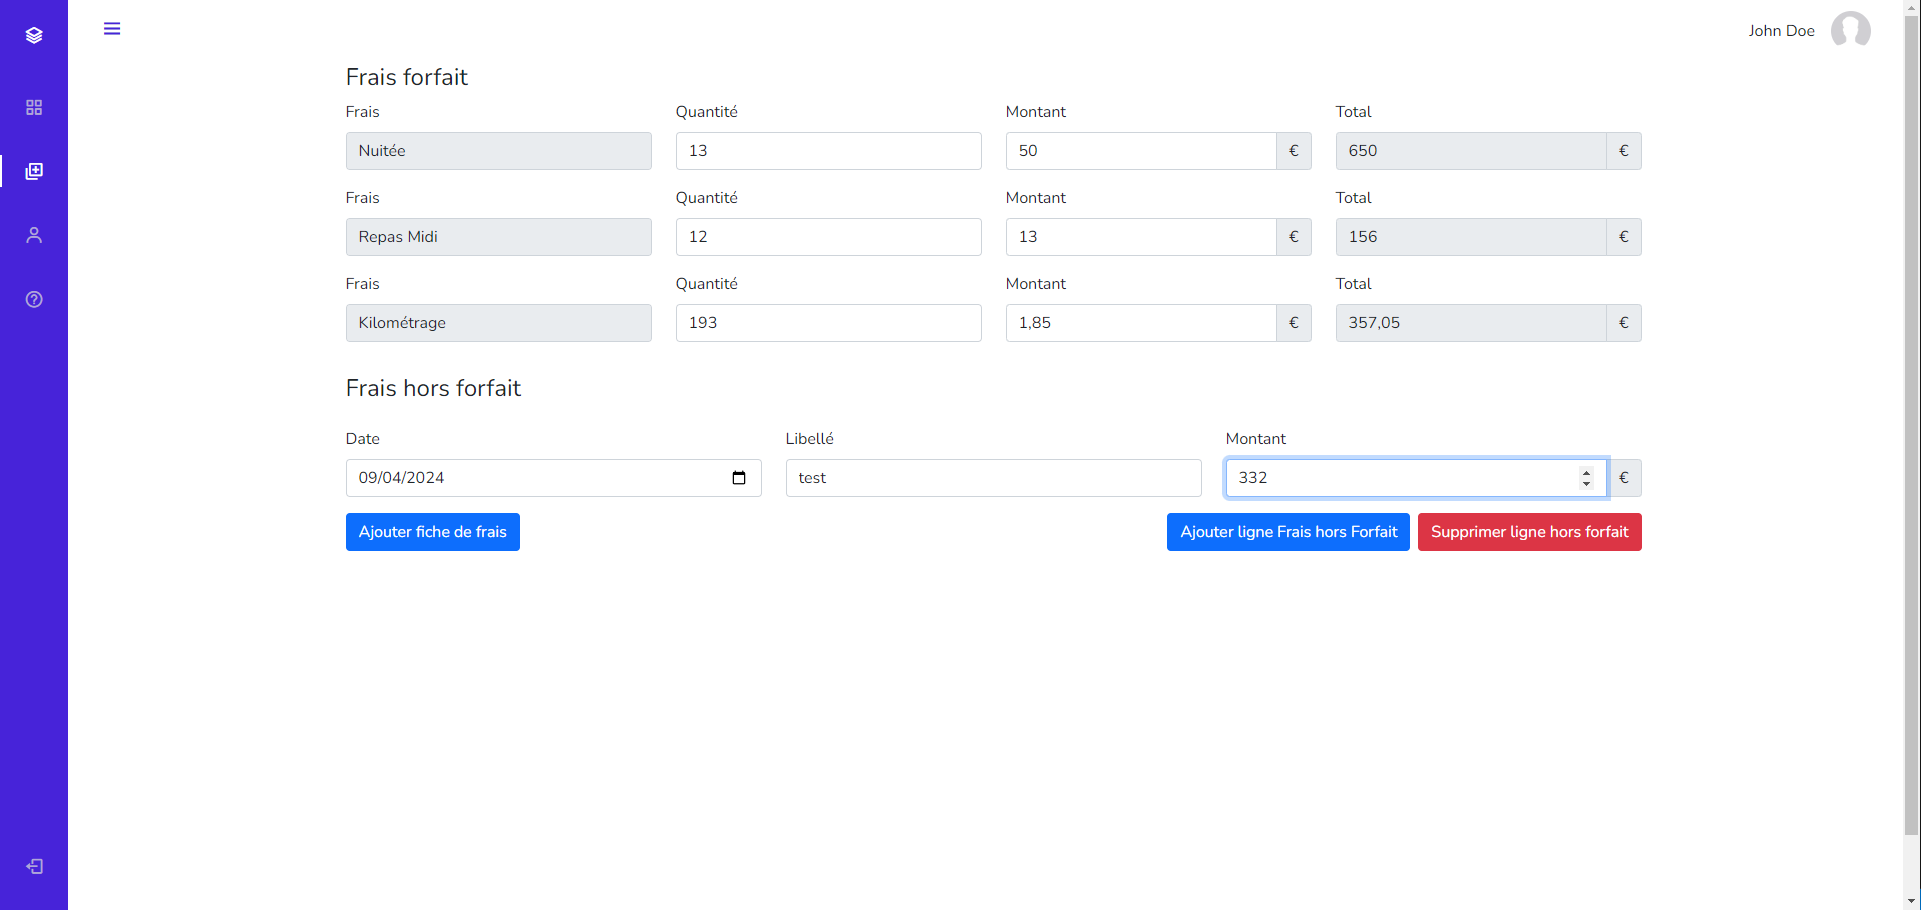 John Doe
Frais forfait
Frais Quantité Montant Total
Nuitée 13 50 € 650 €
Frais Quantité Montant Total
Repas Midi 12 13 € 156 €
Frais Quantité Montant Total
Kilométrage 193 1,85 € 357,05 €
Frais hors forfait
Date Libellé Montant
09/04/2024 test 332 €
Ajouter fiche de frais Ajouter ligne Frais hors Forfait Supprimer ligne hors forfait